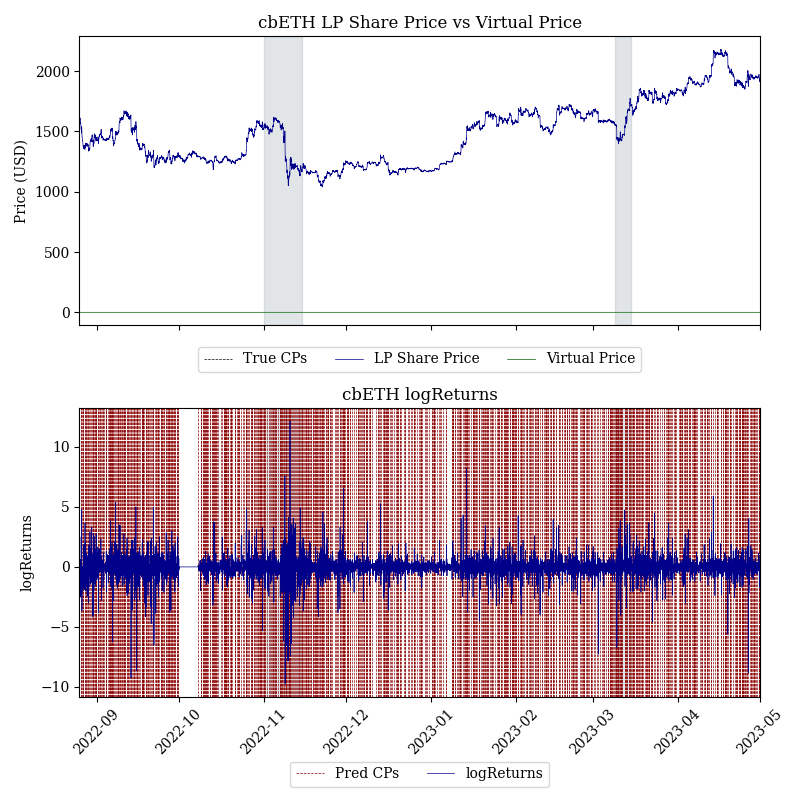 cbETH LP Share Price vs Virtual Price
2000
1500
1000
500
0
Price (USD)
True CPs LP Share Price Virtual Price
cbETH logReturns
10
5
0
−5
−10
logReturns
2022-09 2022-10 2022-11 2022-12 2023-01 2023-02 2023-03 2023-04 2023-05
Pred CPs logReturns